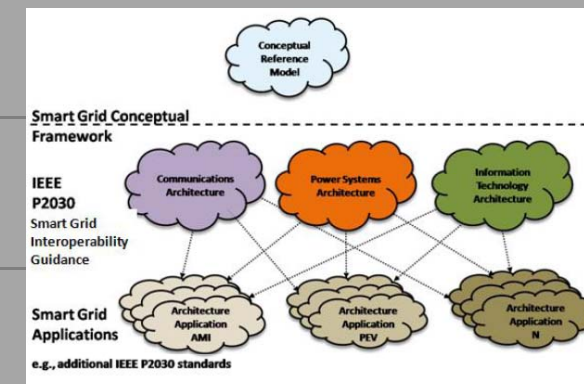 Conceptual
Reference
Model
Smart Grid Conceptual
Framework
IEEE
P2030
Smart Grid
Interoperability
Guidance
Communications
Architecture
Power Systems
Architecture
Information
Technology
Architecture
Smart Grid
Applications
Architecture
Application
AMI
Architecture
Application
PEV
Architecture
Application
N
e.g., additional IEEE P2030 standards